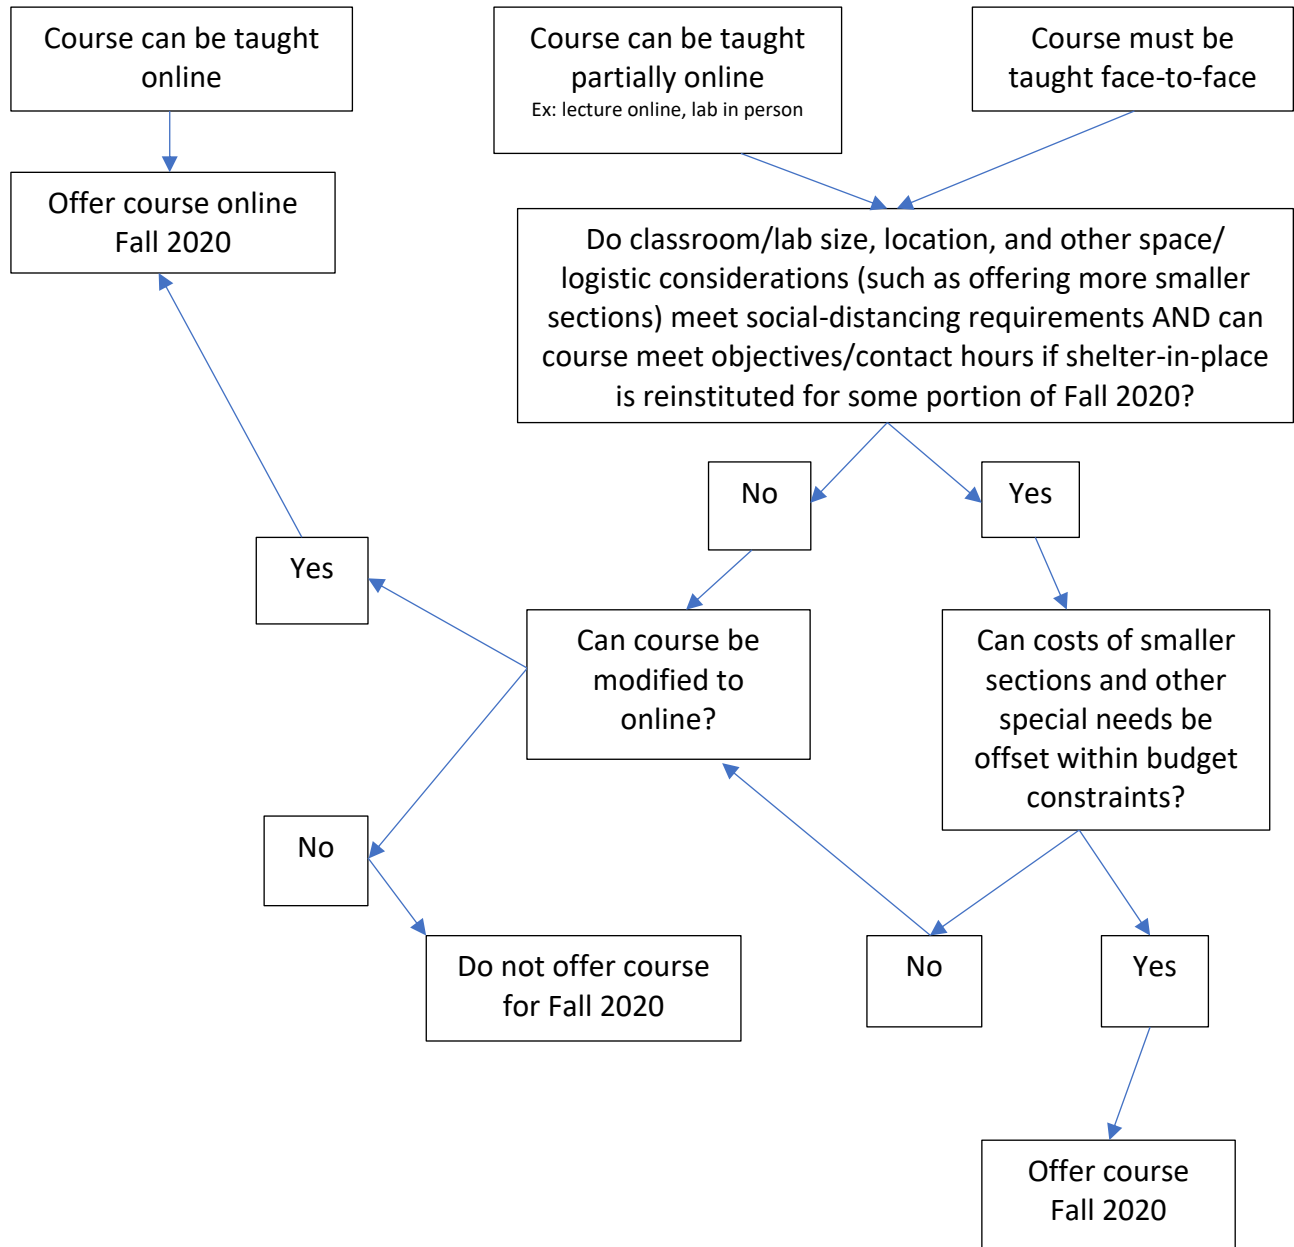 Course can be taught
online
Course can be taught
partially online
Ex: lecture online, lab in person
Course must be
taught face-to-face
Offer course online
Fall 2020
Do classroom/lab size, location, and other space/
logistic considerations (such as offering more smaller
sections) meet social-distancing requirements AND can
course meet objectives/contact hours if shelter-in-place
is reinstituted for some portion of Fall 2020?
No
Yes
Yes
Can course be
modified to
online?
Can costs of smaller
sections and other
special needs be
offset within budget
constraints?
No
Do not offer course
for Fall 2020
No
Yes
Offer course
Fall 2020